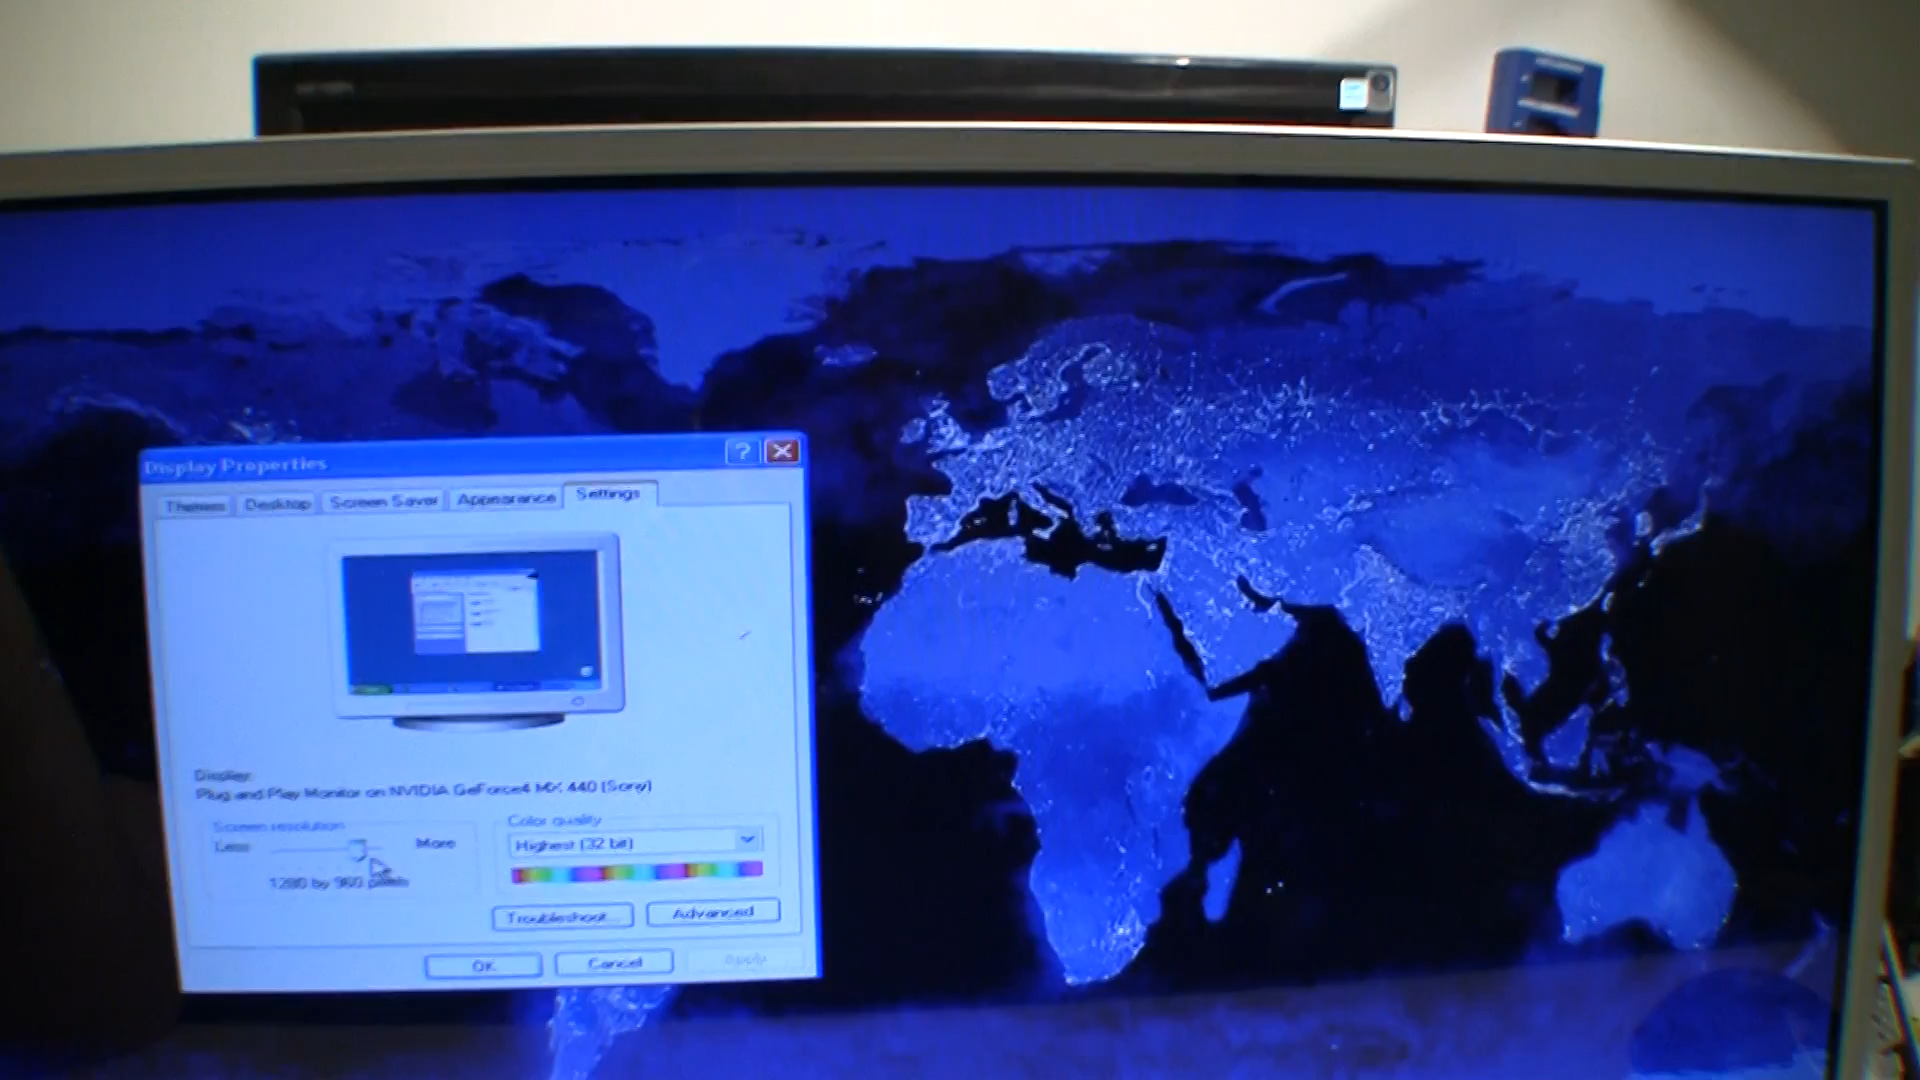 Display Properties
?
Themes Desktop Screen Saver Appearance Settings
Display:
Plug and Play Monitor on NVIDIA GeForce4 MX 440 (Sony)
Screen resolution
Color quality
Less More
Highest (32 bit)
1280 by 960 pixels
Troubleshoot... Advanced
OK Cancel Apply